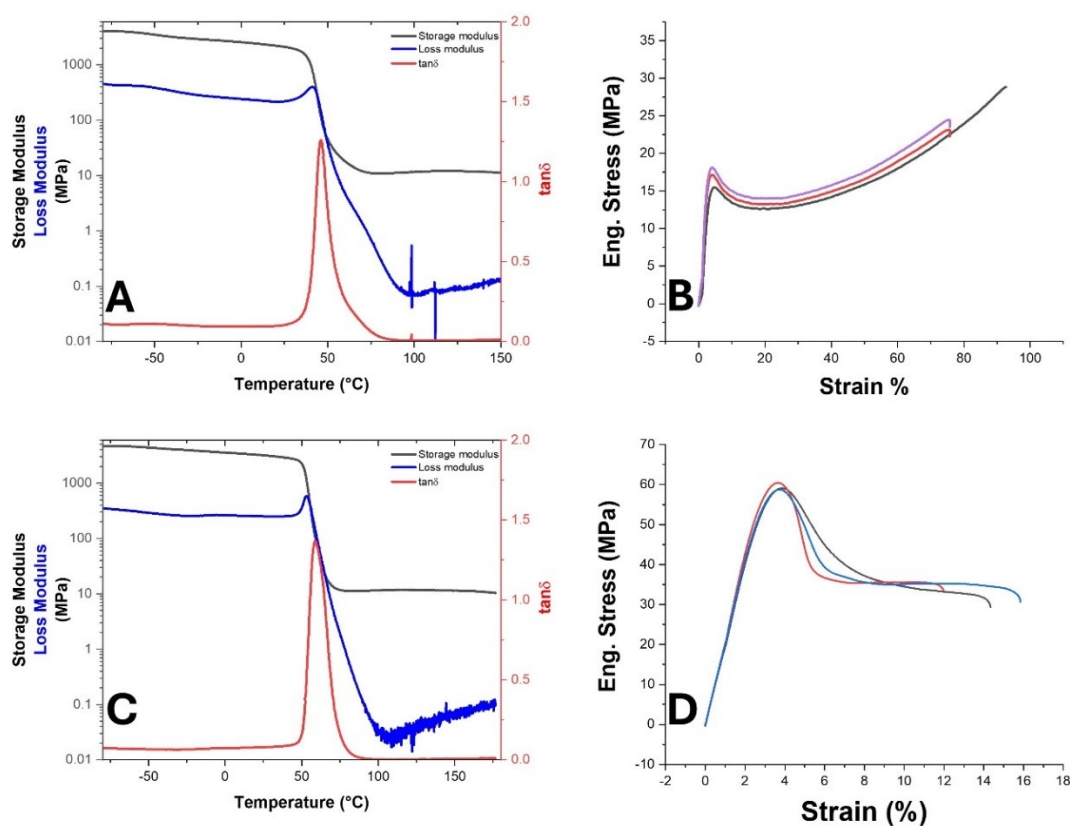 2.0
1000
Storage modulus
Loss modulus
tanδ
1.5
100
10
1.0
1
0.5
0.1
0.01
0.0
-50
0
50
100
150
Storage Modulus
Loss Modulus
(MPa)
tanδ
Temperature (°C)
A
35
30
25
20
15
10
5
0
-5
0
20
40
60
80
100
Eng. Stress (MPa)
Strain %
B
2.0
1000
Storage modulus
Loss modulus
tanδ
1.5
100
10
1.0
1
0.5
0.1
0.01
0.0
-50
0
50
100
150
Storage Modulus
Loss Modulus
(MPa)
tanδ
Temperature (°C)
C
70
60
50
40
30
20
10
0
-10
-2
0
2
4
6
8
10
12
14
16
18
Eng. Stress (MPa)
Strain (%)
D